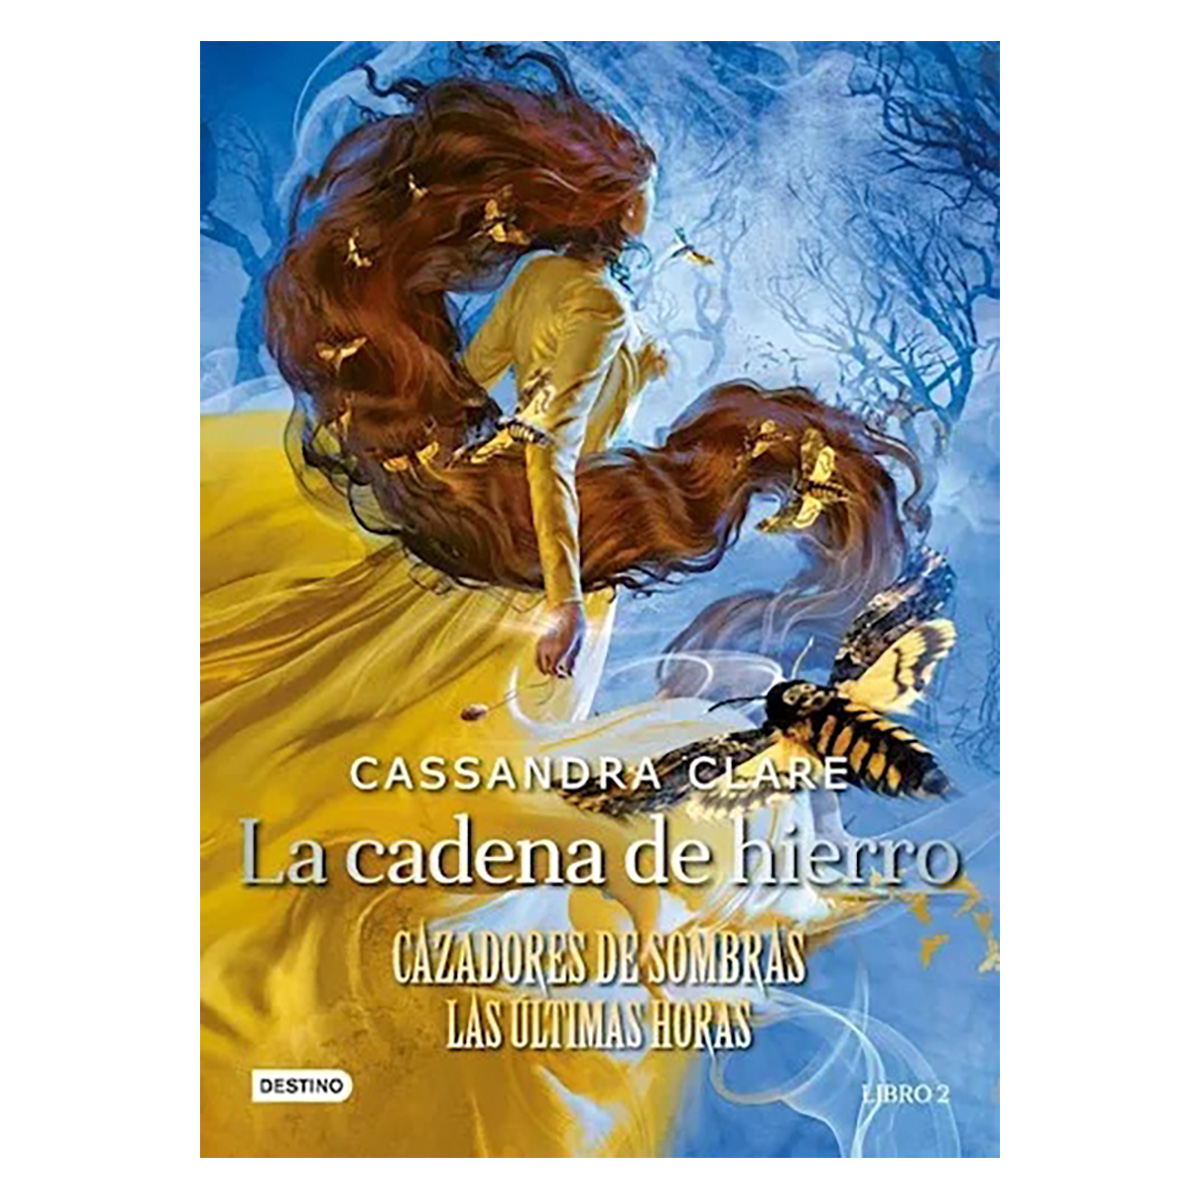 CASSANDRA CLARE
La cadena de hierro
CAZADORES DE SOMBRAS
LAS ÚLTIMAS HORAS
DESTINO
LIBRO 2